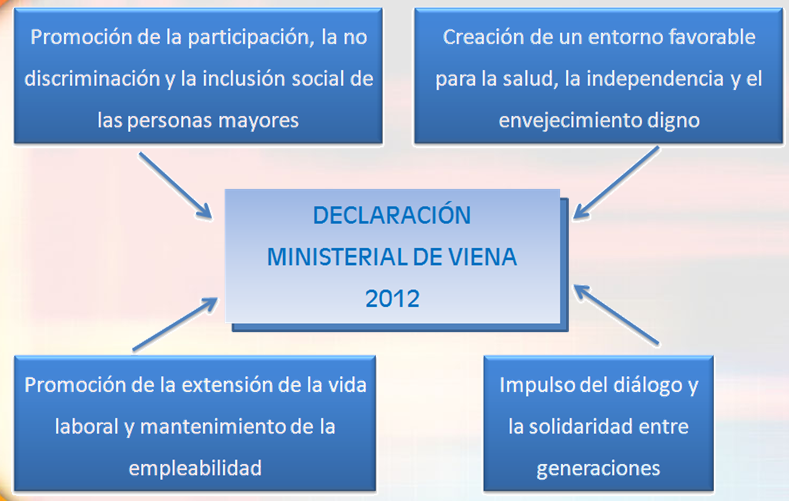 Promoción de la participación, la no
discriminación y la inclusión social de
las personas mayores
Creación de un entorno favorable
para la salud, la independencia y el
envejecimiento digno
DECLARACIÓN
MINISTERIAL DE VIENA
2012
Promoción de la extensión de la vida
laboral y mantenimiento de la
empleabilidad
Impulso del diálogo y
la solidaridad entre
generaciones